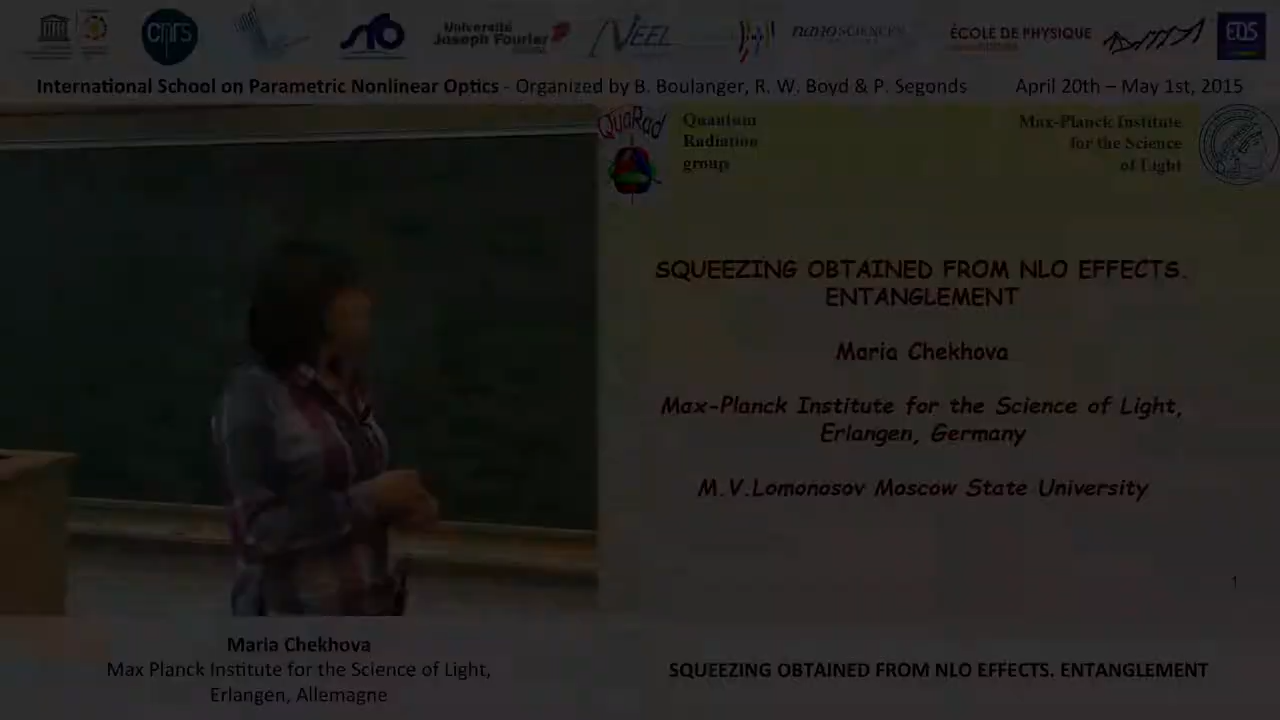 cnrs
Université
Joseph Fourier
NEEL
nanosciences
ÉCOLE DE PHYSIQUE
EDS
International School on Parametric Nonlinear Optics - Organized by B. Boulanger, R. W. Boyd & P. Segonds April 20th – May 1st, 2015
QuaRad
Quantum
Radiation
group
Max-Planck Institute
for the Science
of Light
SQUEEZING OBTAINED FROM NLO EFFECTS.
ENTANGLEMENT
Maria Chekhova
Max-Planck Institute for the Science of Light,
Erlangen, Germany
M.V.Lomonosov Moscow State University
1
Maria Chekhova
Max Planck Institute for the Science of Light,
Erlangen, Allemagne
SQUEEZING OBTAINED FROM NLO EFFECTS. ENTANGLEMENT